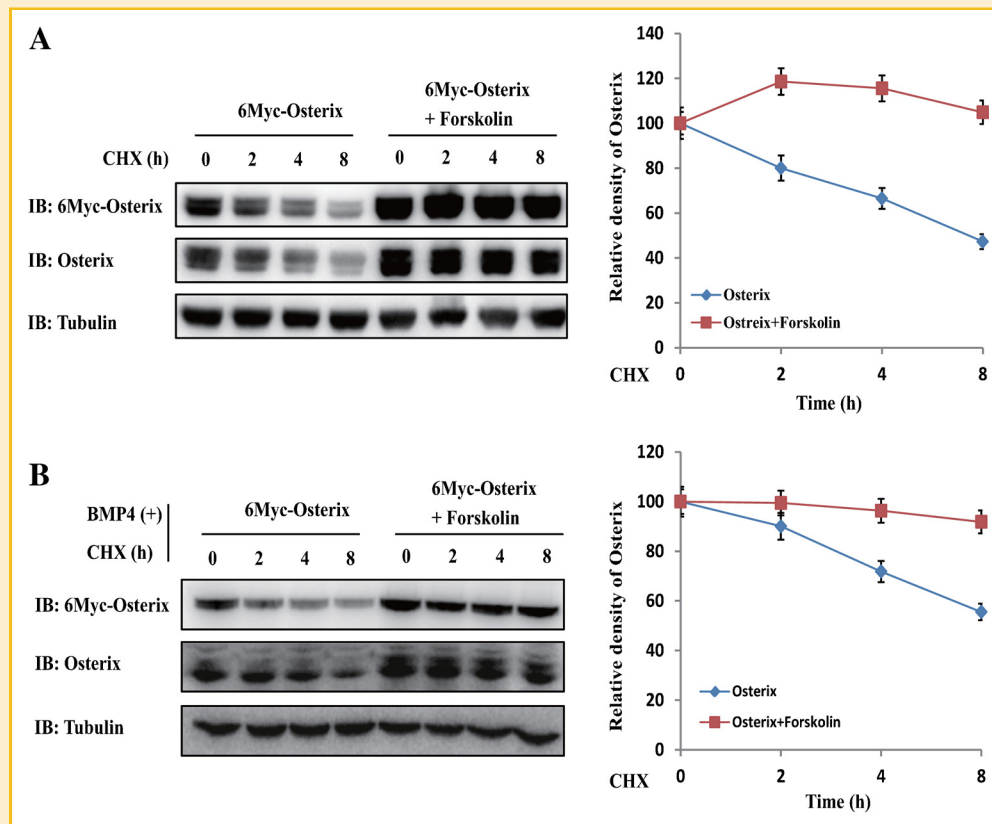 A
6Myc-Osterix
6Myc-Osterix
+ Forskolin
CHX (h)
0 2 4 8 0 2 4 8
IB: 6Myc-Osterix
IB: Osterix
IB: Tubulin
Relative density of Osterix
140
120
100
80
60
40
20
0
Osterix
Ostreix+Forskolin
CHX
0 2 4 8
Time (h)
B
BMP4 (+)
6Myc-Osterix
6Myc-Osterix
+ Forskolin
CHX (h)
0 2 4 8 0 2 4 8
IB: 6Myc-Osterix
IB: Osterix
IB: Tubulin
Relative density of Osterix
120
100
80
60
40
20
0
Osterix
Osterix+Forskolin
CHX
0 2 4 8
Time (h)